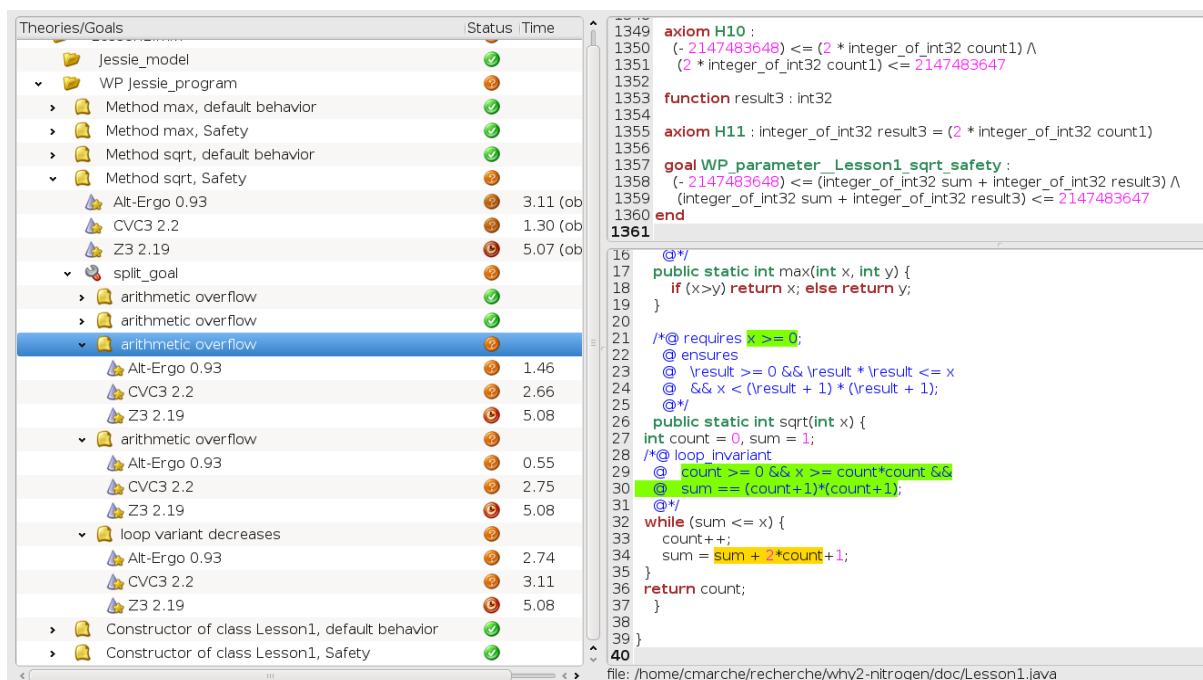 Theories/Goals Status Time
Jessie_model
WP Jessie_program
Method max, default behavior
Method max, Safety
Method sqrt, default behavior
Method sqrt, Safety
Alt-Ergo 0.93 3.11 (ob
CVC3 2.2 1.30 (ob
Z3 2.19 5.07 (ob
split_goal
arithmetic overflow
arithmetic overflow
arithmetic overflow
Alt-Ergo 0.93 1.46
CVC3 2.2 2.66
Z3 2.19 5.08
arithmetic overflow
Alt-Ergo 0.93 0.55
CVC3 2.2 2.75
Z3 2.19 5.08
loop variant decreases
Alt-Ergo 0.93 2.74
CVC3 2.2 3.11
Z3 2.19 5.08
Constructor of class Lesson1, default behavior
Constructor of class Lesson1, Safety
1349 axiom H10 :
1350 (- 2147483648) <= (2 * integer_of_int32 count1) /\
1351 (2 * integer_of_int32 count1) <= 2147483647
1352
1353 function result3 : int32
1354
1355 axiom H11 : integer_of_int32 result3 = (2 * integer_of_int32 count1)
1356
1357 goal WP_parameter__Lesson1_sqrt_safety :
1358 (- 2147483648) <= (integer_of_int32 sum + integer_of_int32 result3) /\
1359 (integer_of_int32 sum + integer_of_int32 result3) <= 2147483647
1360 end
1361
16 @*/
17 public static int max(int x, int y) {
18 if (x>y) return x; else return y;
19 }
20
21 /*@ requires x >= 0;
22 @ ensures
23 @ \result >= 0 && \result * \result <= x
24 @ && x < (\result + 1) * (\result + 1);
25 @*/
26 public static int sqrt(int x) {
27 int count = 0, sum = 1;
28 /*@ loop_invariant
29 @ count >= 0 && x >= count*count &&
30 @ sum == (count+1)*(count+1);
31 @*/
32 while (sum <= x) {
33 count++;
34 sum = sum + 2*count+1;
35 }
36 return count;
37 }
38
39 }
40
file: /home/cmarche/recherche/why2-nitrogen/doc/Lesson1.java